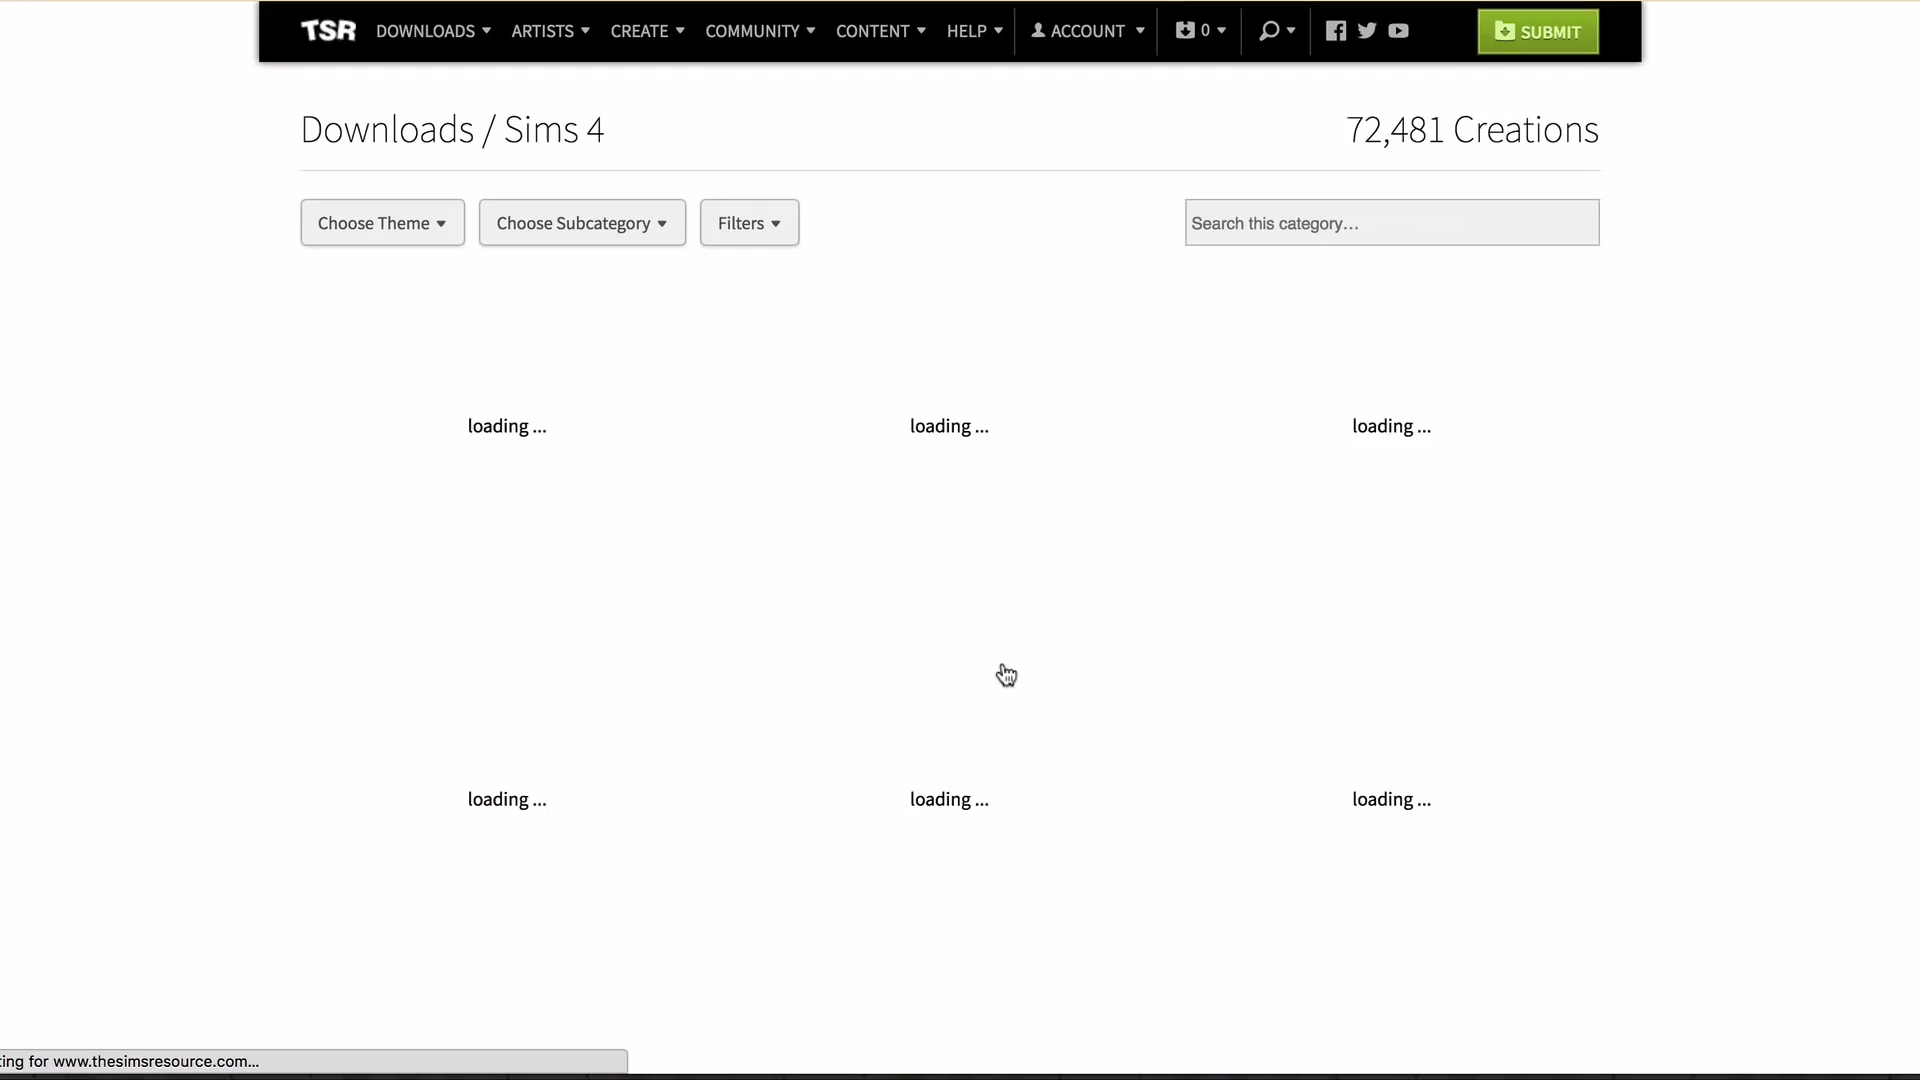 TSR DOWNLOADS ARTISTS CREATE COMMUNITY CONTENT HELP ACCOUNT 0 SUBMIT
Downloads / Sims 4 72,481 Creations
Choose Theme Choose Subcategory Filters Search this category...
loading ... loading ... loading ...
loading ... loading ... loading ...
ting for www.thesimsresource.com...